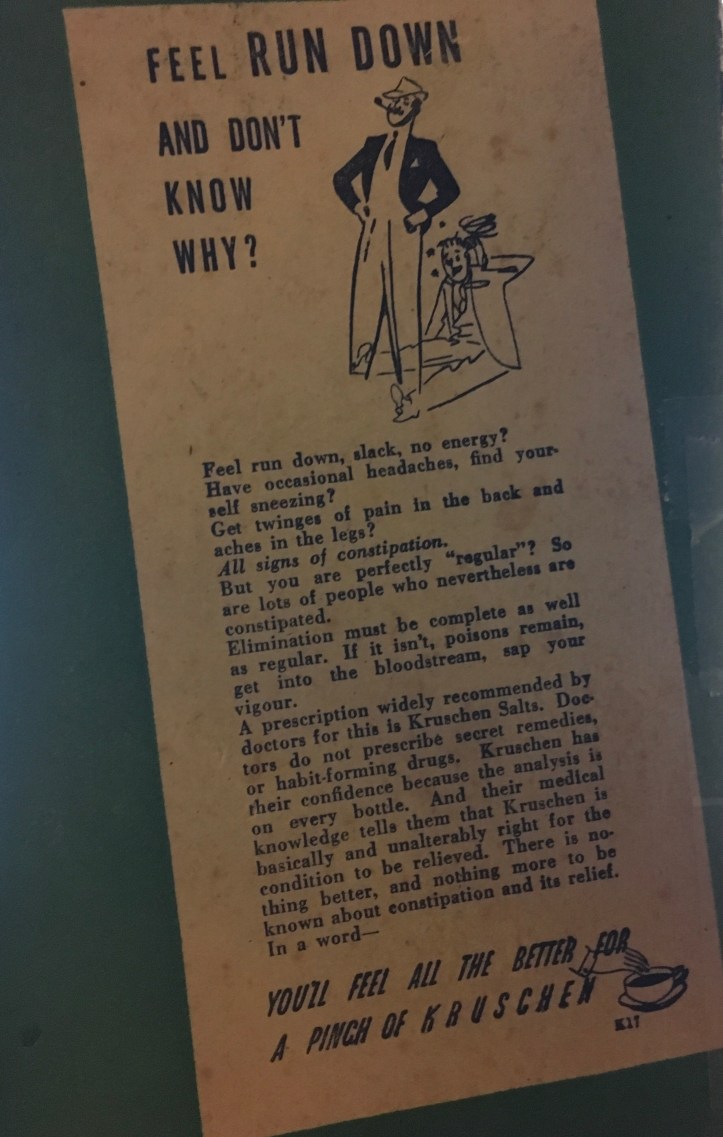 FEEL RUN DOWN
AND DON'T
KNOW
WHY?
Feel run down, slack, no energy?
Have occasional headaches, find your-
self sneezing?
Get twinges of pain in the back and
aches in the legs?
All signs of constipation.
But you are perfectly "regular"? So
are lots of people who nevertheless are
constipated.
Elimination must be complete as well
as regular. If it isn't, poisons remain,
get into the bloodstream, sap your
vigour.
A prescription widely recommended by
doctors for this is Kruschen Salts. Doc-
tors do not prescribe secret remedies,
or habit-forming drugs. Kruschen has
their confidence because the analysis is
on every bottle. And their medical
knowledge tells them that Kruschen is
basically and unalterably right for the
condition to be relieved. There is no-
thing better, and nothing more to be
known about constipation and its relief.
In a word—
YOU'LL FEEL ALL THE BETTER FOR
A PINCH OF KRUSCHEN
K17